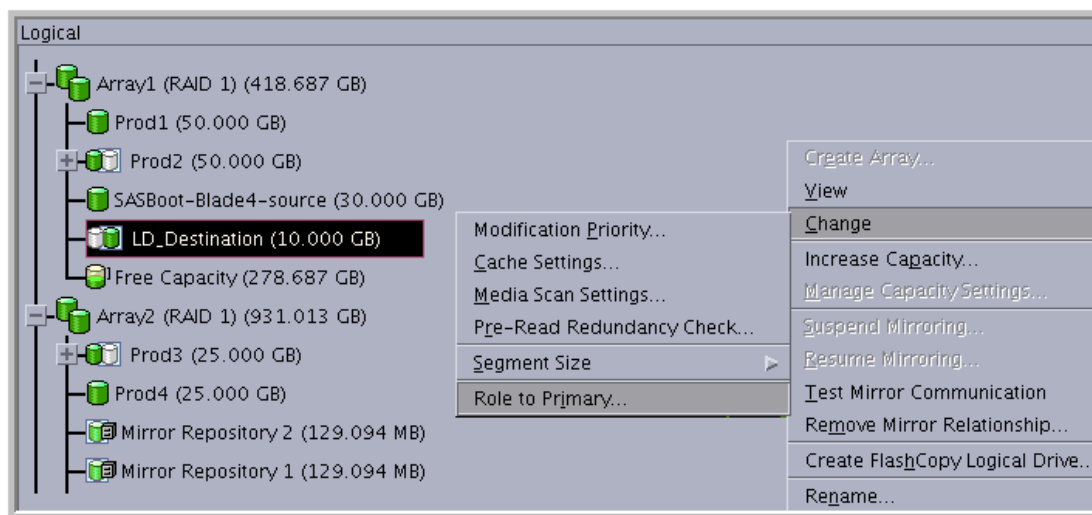 Logical
Array1 (RAID 1) (418.687 GB)
Prod1 (50.000 GB)
Prod2 (50.000 GB)
SASBoot-Blade4-source (30.000 GB)
LD_Destination (10.000 GB)
Free Capacity (278.687 GB)
Array2 (RAID 1) (931.013 GB)
Prod3 (25.000 GB)
Prod4 (25.000 GB)
Mirror Repository 2 (129.094 MB)
Mirror Repository 1 (129.094 MB)
Modification Priority...
Cache Settings...
Media Scan Settings...
Pre-Read Redundancy Check...
Segment Size
Role to Primary...
Create Array...
View
Change
Increase Capacity...
Manage Capacity Settings...
Suspend Mirroring...
Resume Mirroring...
Test Mirror Communication
Remove Mirror Relationship...
Create FlashCopy Logical Drive...
Rename...